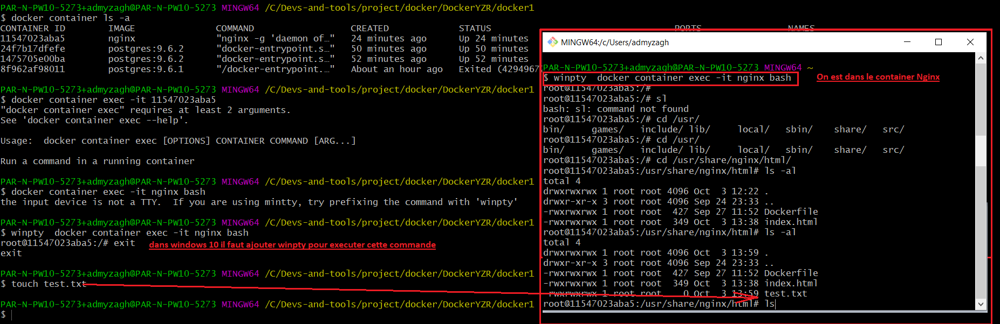 PAR-N-PW10-5273+admyzagh@PAR-N-PW10-5273 MINGW64 /C/Devs-and-tools/project/docker/DockerYZR/docker1
$ docker container ls -a
CONTAINER ID        IMAGE               COMMAND                  CREATED             STATUS                                  PORTS               NAMES
11547023aba5        nginx               "nginx -g 'daemon of…"   24 minutes ago      Up 24 minutes
24f7b17dfefe        postgres:9.6.2      "docker-entrypoint.s…"   50 minutes ago      Up 50 minutes
1475705e00ba        postgres:9.6.2      "docker-entrypoint.s…"   52 minutes ago      Up 52 minutes
8f962af98011        postgres:9.6.1      "/docker-entrypoint.…"   About an hour ago   Exited (4294967
PAR-N-PW10-5273+admyzagh@PAR-N-PW10-5273 MINGW64 /C/Devs-and-tools/project/docker/DockerYZR/docker1
$ docker container exec -it 11547023aba5
"docker container exec" requires at least 2 arguments.
See 'docker container exec --help'.
Usage:  docker container exec [OPTIONS] CONTAINER COMMAND [ARG...]
Run a command in a running container
PAR-N-PW10-5273+admyzagh@PAR-N-PW10-5273 MINGW64 /C/Devs-and-tools/project/docker/DockerYZR/docker1
$ docker container exec -it nginx bash
the input device is not a TTY.  If you are using mintty, try prefixing the command with 'winpty'
PAR-N-PW10-5273+admyzagh@PAR-N-PW10-5273 MINGW64 /C/Devs-and-tools/project/docker/DockerYZR/docker1
$ winpty  docker container exec -it nginx bash
root@11547023aba5:/# exit
dans windows 10 il faut ajouter winpty pour executer cette commande
exit
PAR-N-PW10-5273+admyzagh@PAR-N-PW10-5273 MINGW64 /C/Devs-and-tools/project/docker/DockerYZR/docker1
$ touch test.txt
PAR-N-PW10-5273+admyzagh@PAR-N-PW10-5273 MINGW64 /C/Devs-and-tools/project/docker/DockerYZR/docker1
$
MINGW64:/c/Users/admyzagh
PAR-N-PW10-5273+admyzagh@PAR-N-PW10-5273 MINGW64 ~
$ winpty  docker container exec -it nginx bash
On est dans le container Nginx
root@11547023aba5:/#
root@11547023aba5:/# sl
bash: sl: command not found
root@11547023aba5:/# cd /usr/
bin/     games/   include/ lib/     local/   sbin/    share/   src/
root@11547023aba5:/# cd /usr/
bin/     games/   include/ lib/     local/   sbin/    share/   src/
root@11547023aba5:/# cd /usr/share/nginx/html/
root@11547023aba5:/usr/share/nginx/html# ls -al
total 4
drwxrwxrwx 1 root root 4096 Oct  3 12:22 .
drwxr-xr-x 3 root root 4096 Sep 24 23:33 ..
-rwxrwxrwx 1 root root  427 Sep 27 11:52 Dockerfile
-rwxrwxrwx 1 root root  349 Oct  3 13:38 index.html
root@11547023aba5:/usr/share/nginx/html# ls -al
total 4
drwxrwxrwx 1 root root 4096 Oct  3 13:59 .
drwxr-xr-x 3 root root 4096 Sep 24 23:33 ..
-rwxrwxrwx 1 root root  427 Sep 27 11:52 Dockerfile
-rwxrwxrwx 1 root root  349 Oct  3 13:38 index.html
-rwxrwxrwx 1 root root    0 Oct  3 13:59 test.txt
root@11547023aba5:/usr/share/nginx/html# ls